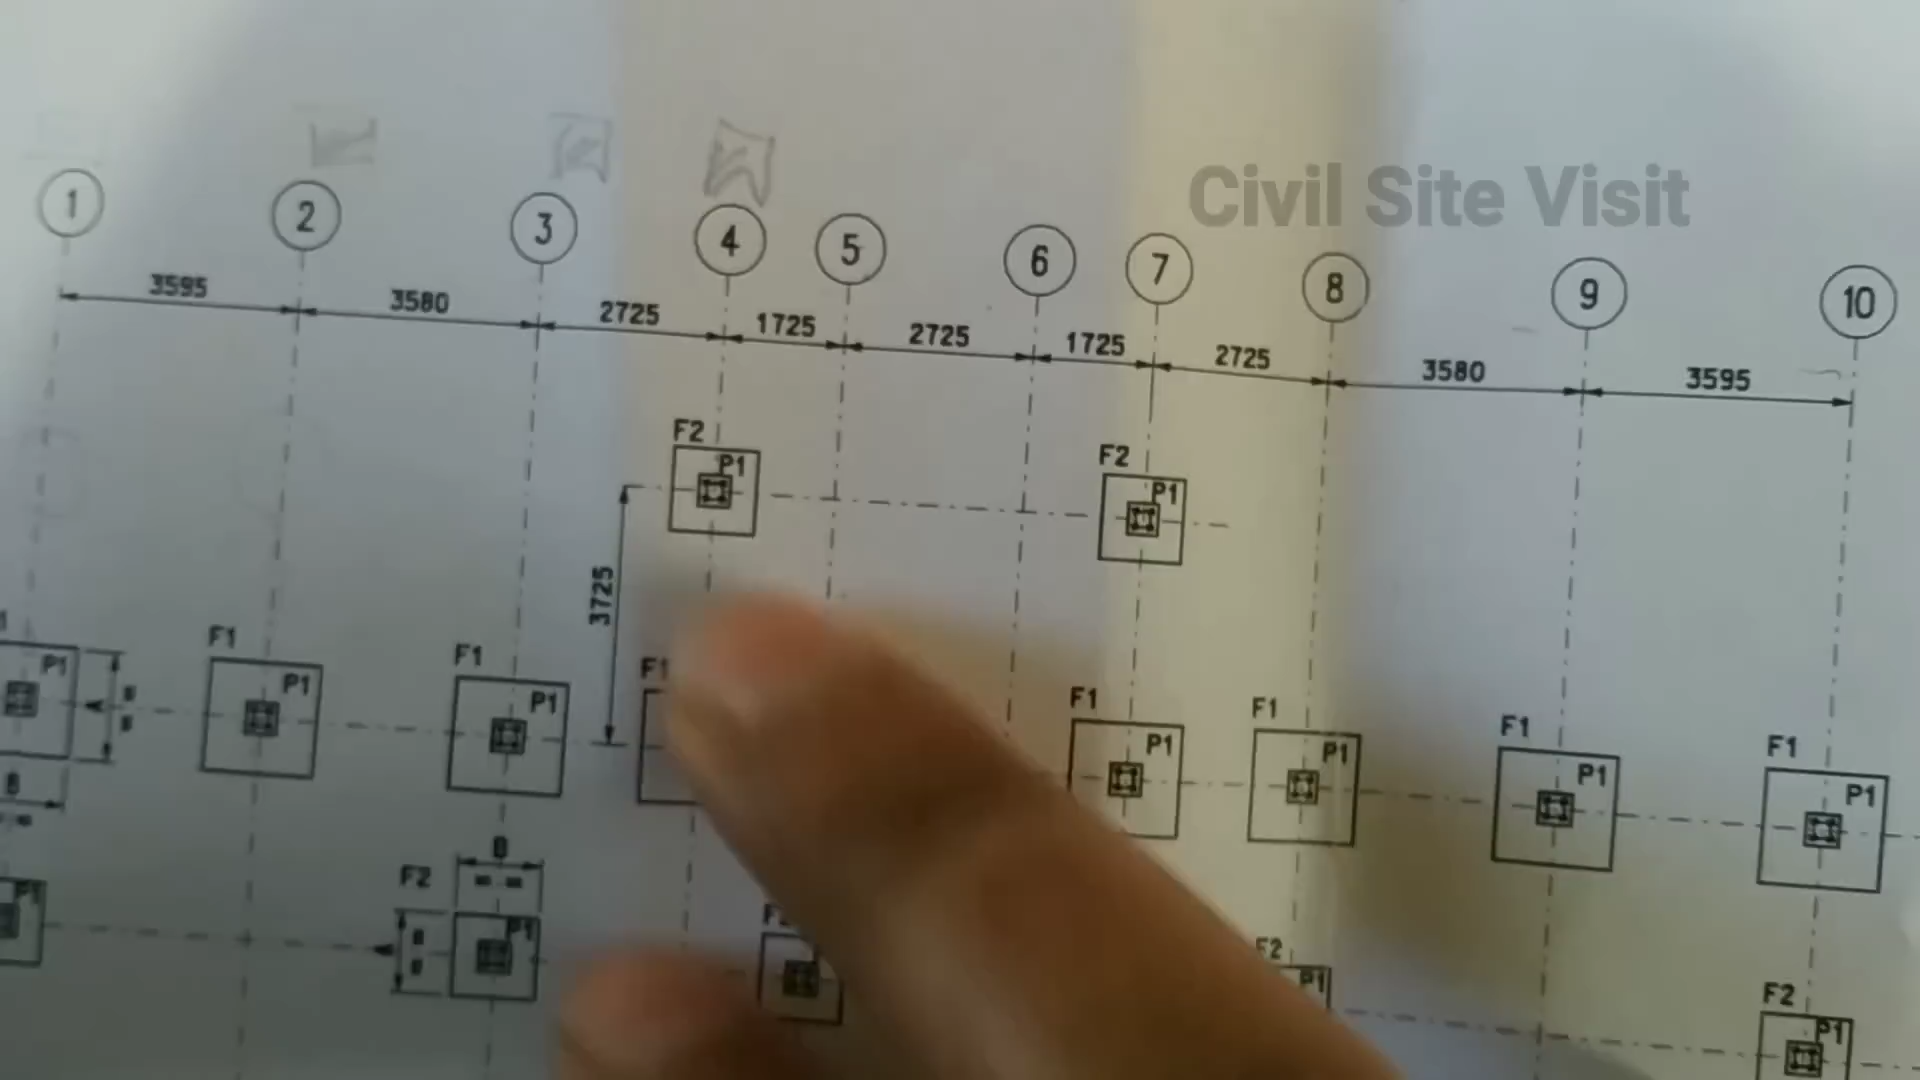 Civil Site Visit
1 2 3 4 5 6 7 8 9 10
3595 3580 2725 1725 2725 1725 2725 3580 3595
F2 F2
P1 P1
3725
F1 F1 F1 F1 F1 F1 F1
P1 P1 P1 P1 P1 P1 P1
A
B
B
F2 F2 F2
P1 P1 P1 P1
A